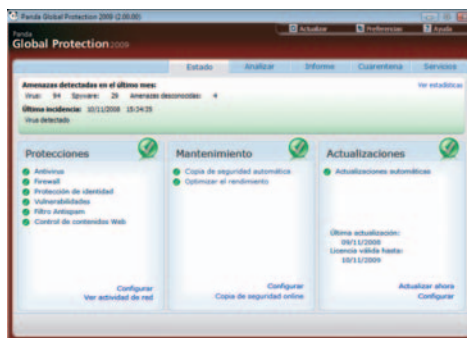 Panda Global Protection 2009 (2.00.00)
Actualizar Preferencias Ayuda
Panda
Global Protection 2009
Estado Analizar Informe Cuarentena Servicios
Amenazas detectadas en el último mes: Ver estadísticas
Virus: 94 Spyware: 29 Amenazas desconocidas: 4
Última incidencia: 10/11/2008 15:34:25
Virus detectado
Protecciones
Antivirus
Firewall
Protección de identidad
Vulnerabilidades
Filtro Antispam
Control de contenidos Web
Configurar
Ver actividad de red
Mantenimiento
Copia de seguridad automática
Optimizar el rendimiento
Configurar
Copia de seguridad online
Actualizaciones
Actualizaciones automáticas
Última actualización:
09/11/2008
Licencia válida hasta:
10/11/2009
Actualizar ahora
Configurar